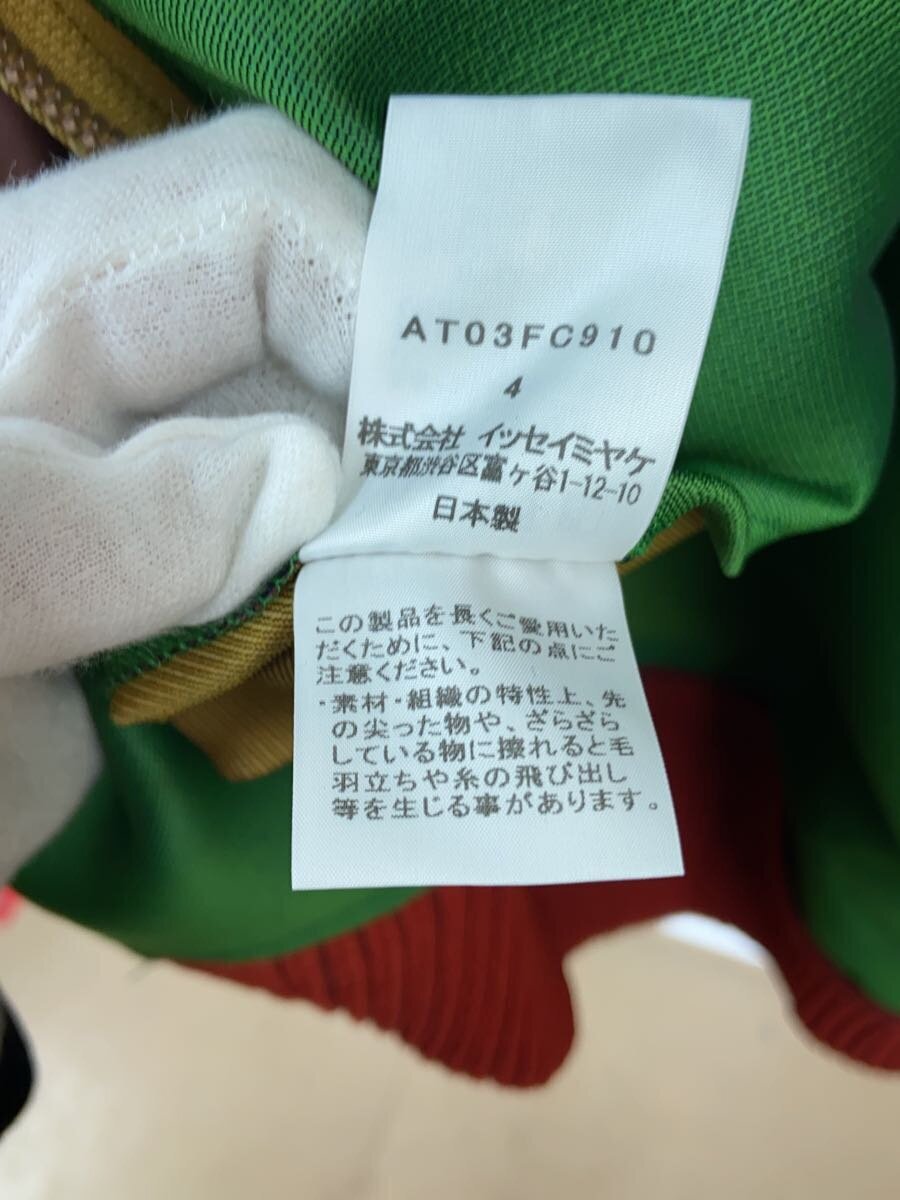 AT03FC910
4
株式会社 イッセイミヤケ
東京都渋谷区富ヶ谷1-12-10
日本製
この製品を長くご愛用いた
だくために、下記の点にご
注意ください。
・素材・組織の特性上、先
の尖った物や、ざらざら
している物に擦れると毛
羽立ちや糸の飛び出し
等を生じる事があります。